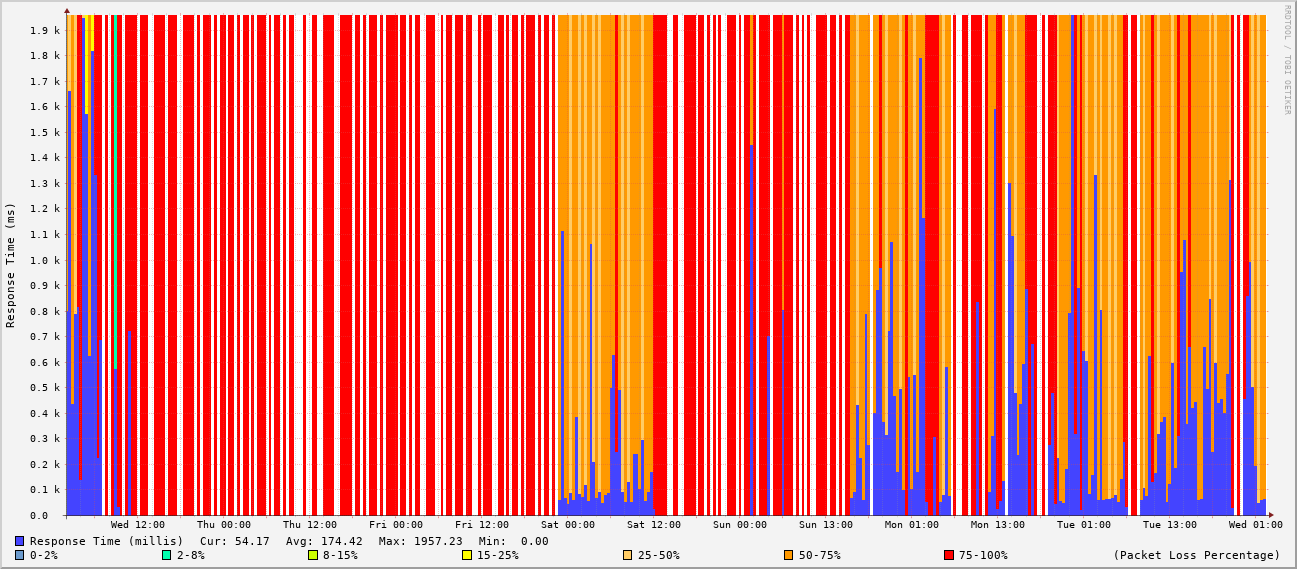 RRDTOOL / TOBI OETIKER
Response Time (ms)
1.9 k
1.8 k
1.7 k
1.6 k
1.5 k
1.4 k
1.3 k
1.2 k
1.1 k
1.0 k
0.9 k
0.8 k
0.7 k
0.6 k
0.5 k
0.4 k
0.3 k
0.2 k
0.1 k
0.0
Wed 12:00 Thu 00:00 Thu 12:00 Fri 00:00 Fri 12:00 Sat 00:00 Sat 12:00 Sun 00:00 Sun 13:00 Mon 01:00 Mon 13:00 Tue 01:00 Tue 13:00 Wed 01:00
Response Time (millis) Cur: 54.17 Avg: 174.42 Max: 1957.23 Min: 0.00
0-2% 2-8% 8-15% 15-25% 25-50% 50-75% 75-100% (Packet Loss Percentage)